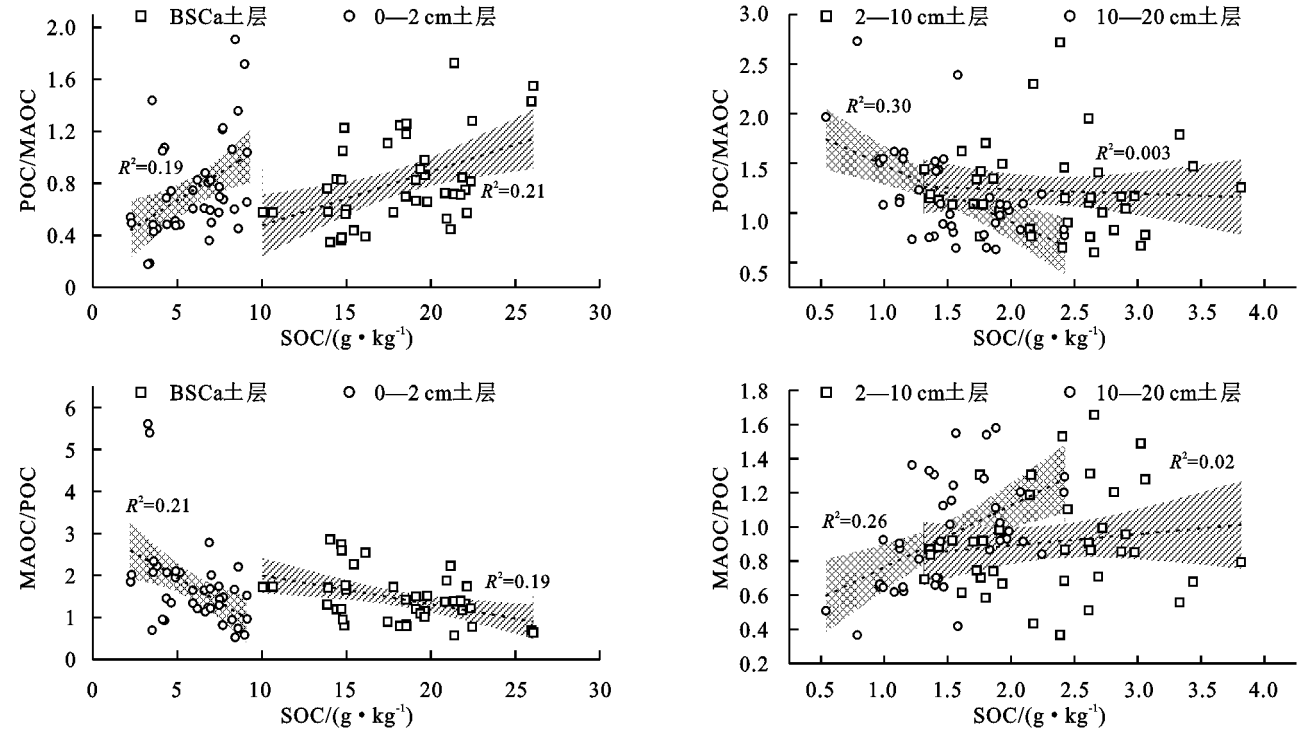 BSCa土层 0—2 cm土层
POC/MAOC
2.0
1.6
1.2
0.8
0.4
0
R²=0.19
R²=0.21
0 5 10 15 20 25 30
SOC/(g·kg⁻¹)
2—10 cm土层 10—20 cm土层
POC/MAOC
3.0
2.5
2.0
1.5
1.0
0.5
R²=0.30
R²=0.003
0.5 1.0 1.5 2.0 2.5 3.0 3.5 4.0
SOC/(g·kg⁻¹)
BSCa土层 0—2 cm土层
MAOC/POC
6
5
4
3
2
1
0
R²=0.21
R²=0.19
0 5 10 15 20 25 30
SOC/(g·kg⁻¹)
2—10 cm土层 10—20 cm土层
MAOC/POC
1.8
1.6
1.4
1.2
1.0
0.8
0.6
0.4
0.2
R²=0.02
R²=0.26
0.5 1.0 1.5 2.0 2.5 3.0 3.5 4.0
SOC/(g·kg⁻¹)